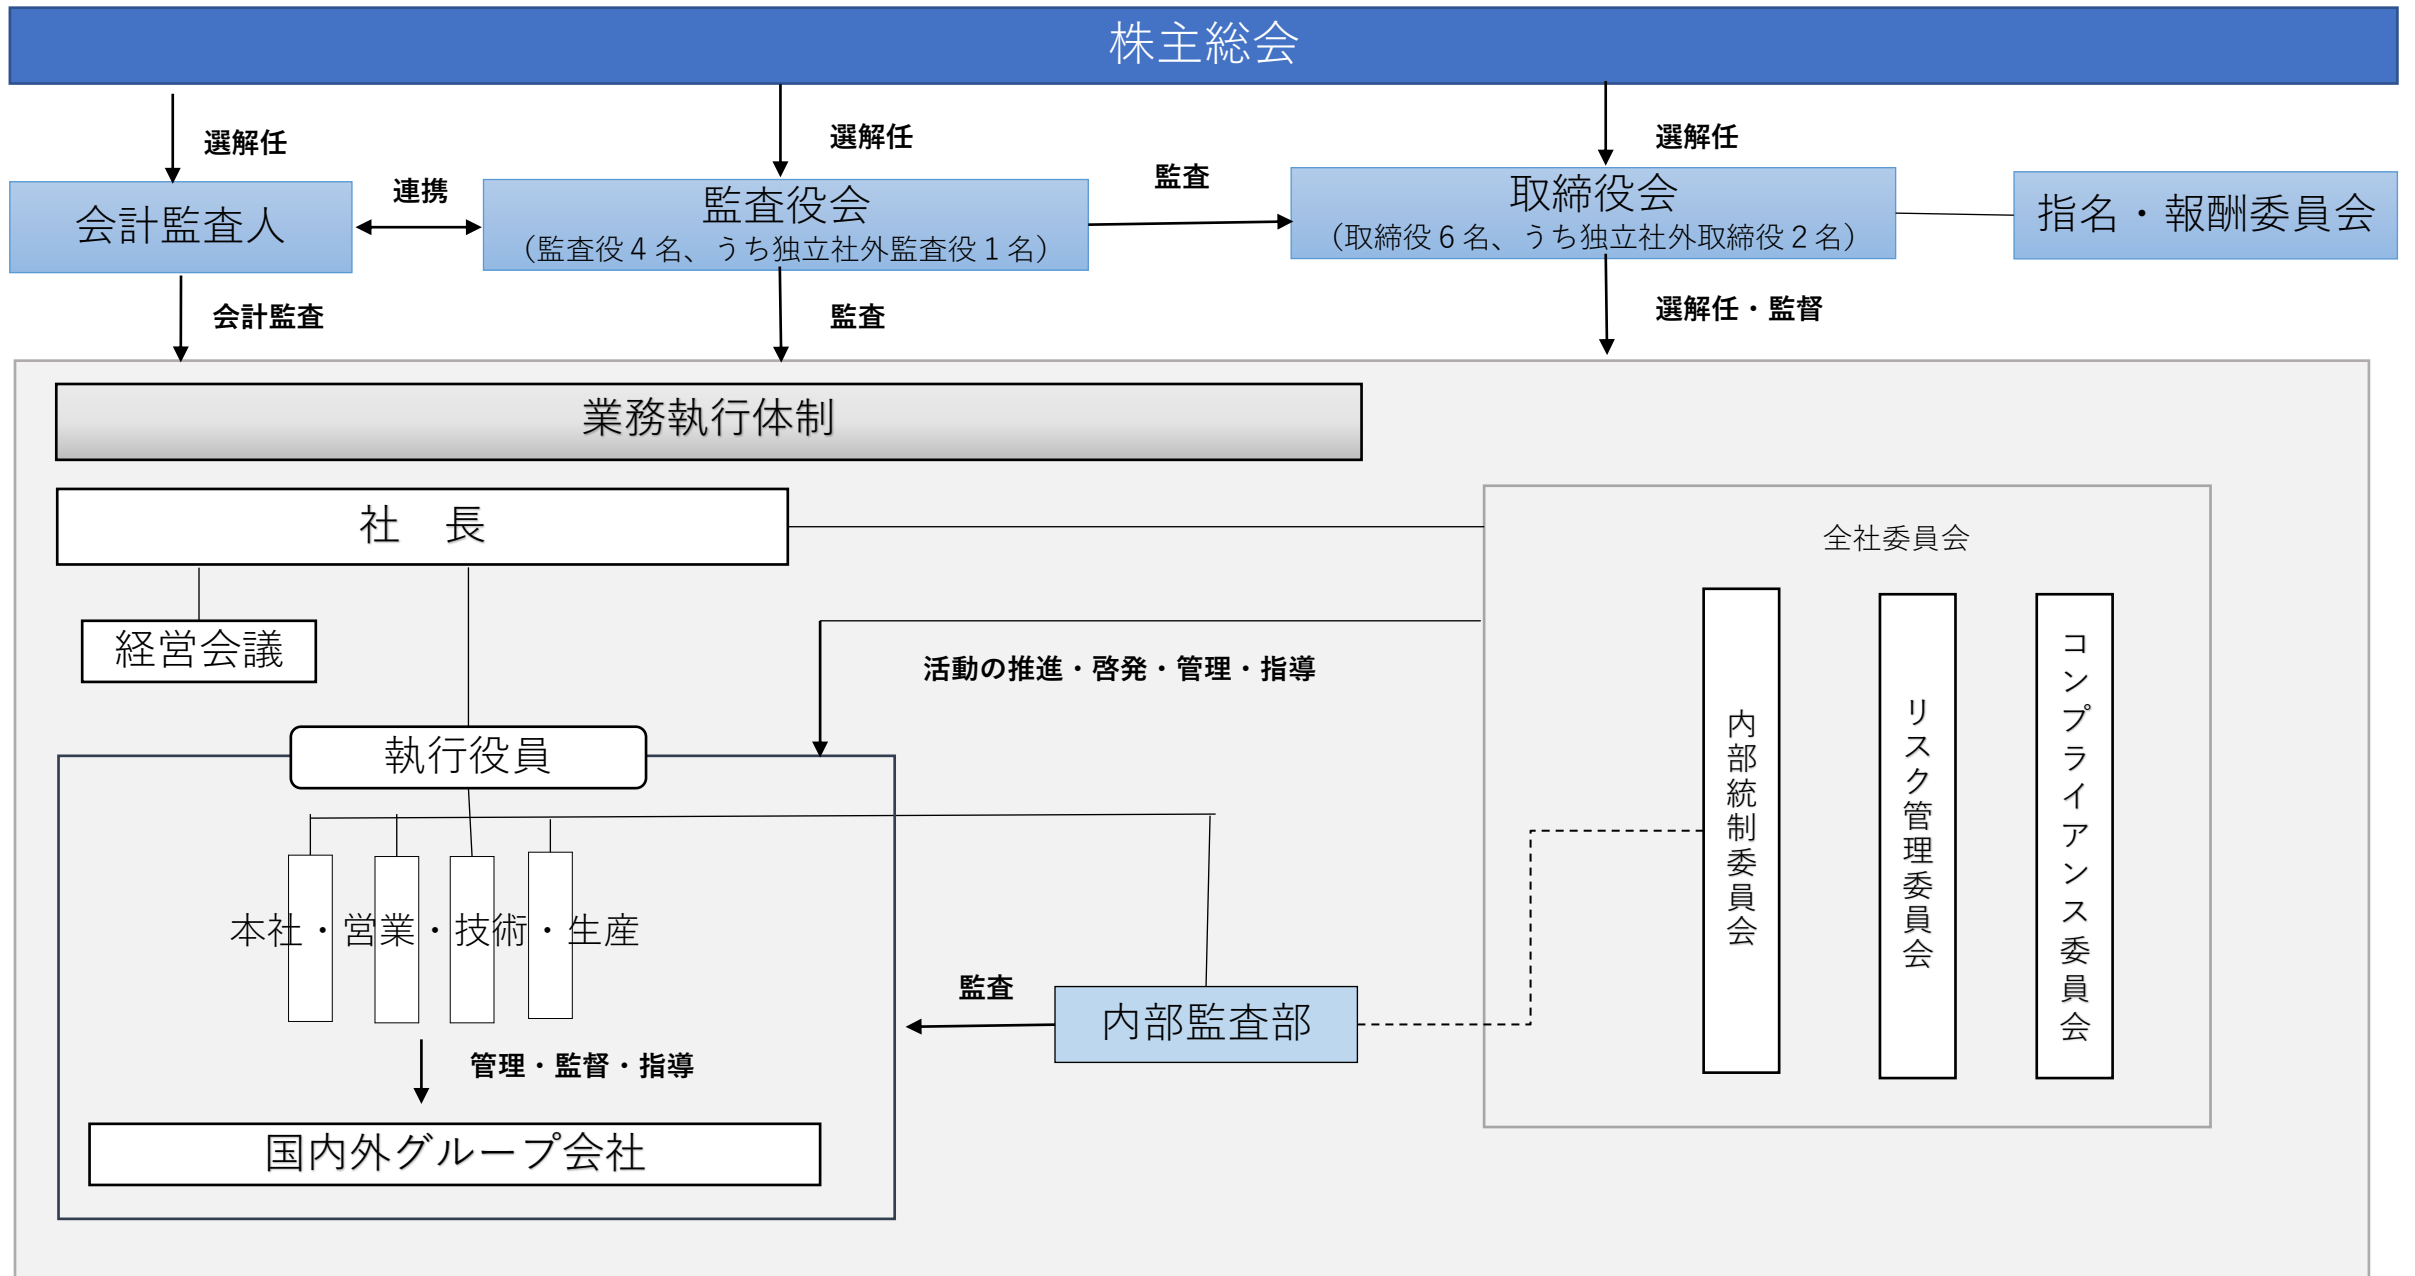 株主総会
選解任
選解任
選解任
連携
監査
会計監査人
監査役会
（監査役４名、うち独立社外監査役１名）
取締役会
（取締役６名、うち独立社外取締役２名）
指名・報酬委員会
会計監査
監査
選解任・監督
業務執行体制
社　長
全社委員会
経営会議
活動の推進・啓発・管理・指導
執行役員
内部統制委員会
リスク管理委員会
コンプライアンス委員会
本社・営業・技術・生産
監査
内部監査部
管理・監督・指導
国内外グループ会社